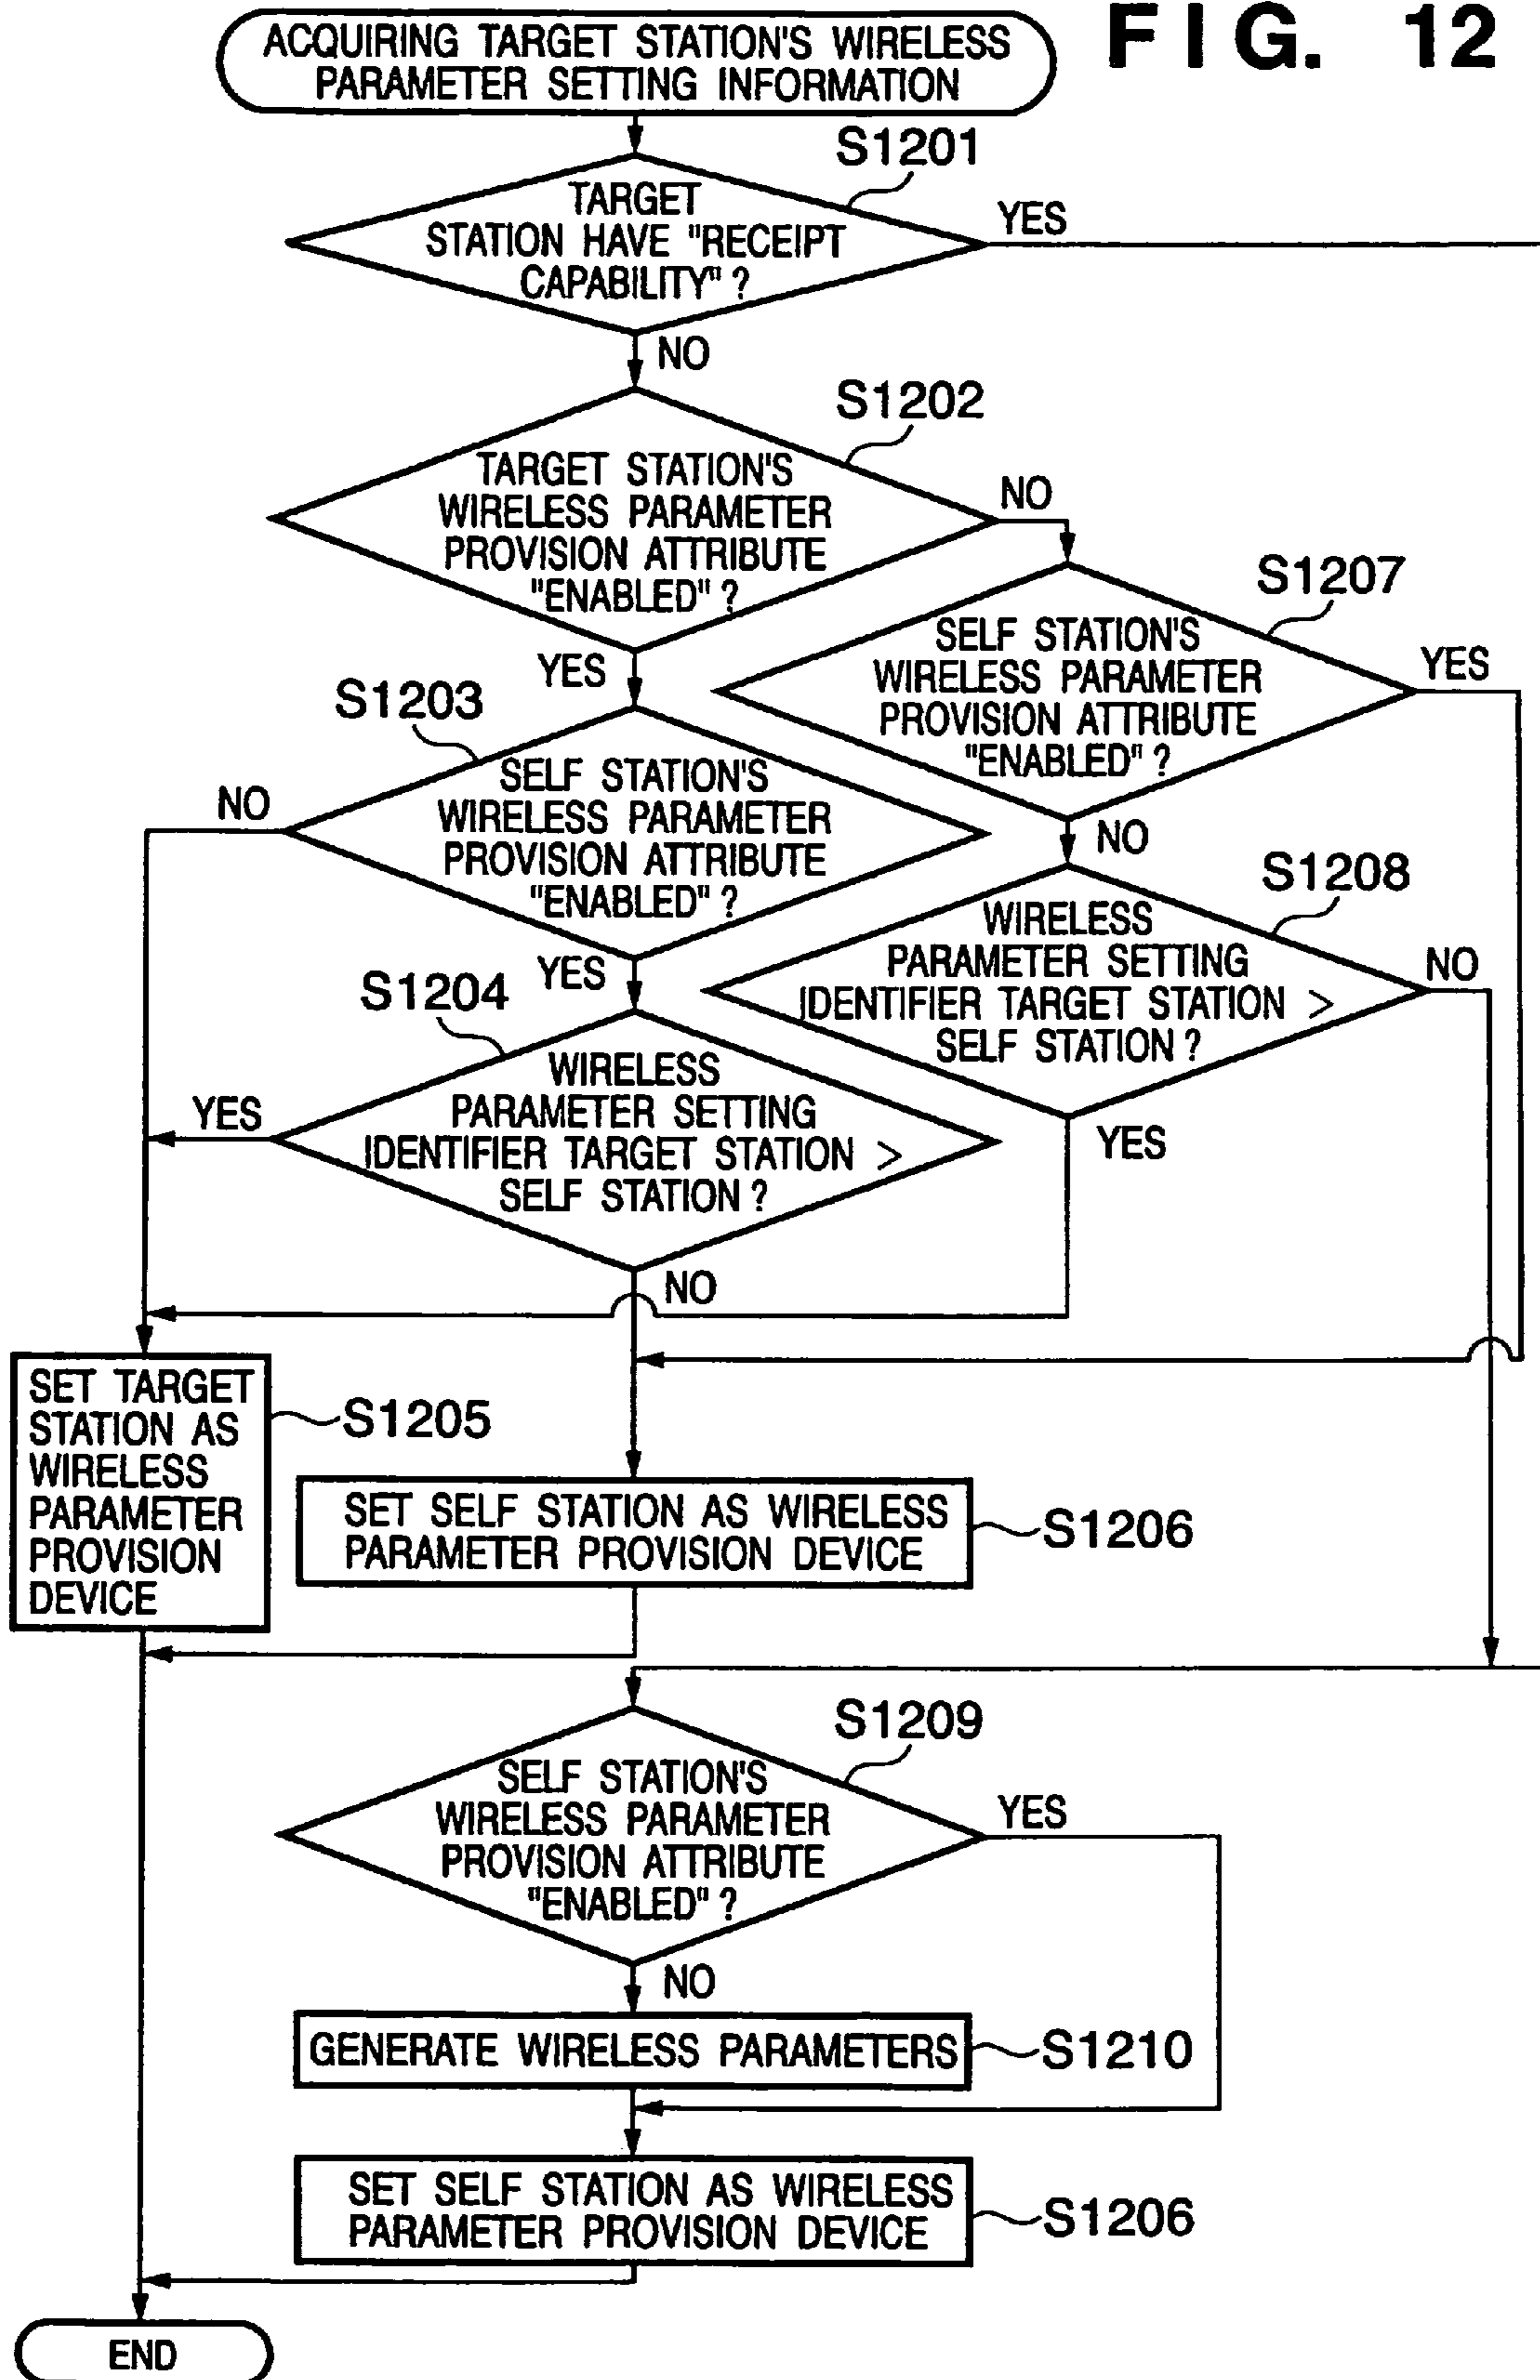 FIG. 12
ACQUIRING TARGET STATION'S WIRELESS
PARAMETER SETTING INFORMATION
S1201
TARGET
STATION HAVE "RECEIPT
CAPABILITY" ?
YES
NO
S1202
TARGET STATION'S
WIRELESS PARAMETER
PROVISION ATTRIBUTE
"ENABLED" ?
NO
YES
S1207
SELF STATION'S
WIRELESS PARAMETER
PROVISION ATTRIBUTE
"ENABLED" ?
YES
NO
S1203
SELF STATION'S
WIRELESS PARAMETER
PROVISION ATTRIBUTE
"ENABLED" ?
NO
YES
S1208
WIRELESS
PARAMETER SETTING
IDENTIFIER TARGET STATION >
SELF STATION ?
NO
YES
S1204
WIRELESS
PARAMETER SETTING
IDENTIFIER TARGET STATION >
SELF STATION ?
YES
NO
SET TARGET
STATION AS
WIRELESS
PARAMETER
PROVISION
DEVICE
S1205
SET SELF STATION AS WIRELESS
PARAMETER PROVISION DEVICE
S1206
S1209
SELF STATION'S
WIRELESS PARAMETER
PROVISION ATTRIBUTE
"ENABLED" ?
YES
NO
GENERATE WIRELESS PARAMETERS
S1210
SET SELF STATION AS WIRELESS
PARAMETER PROVISION DEVICE
S1206
END